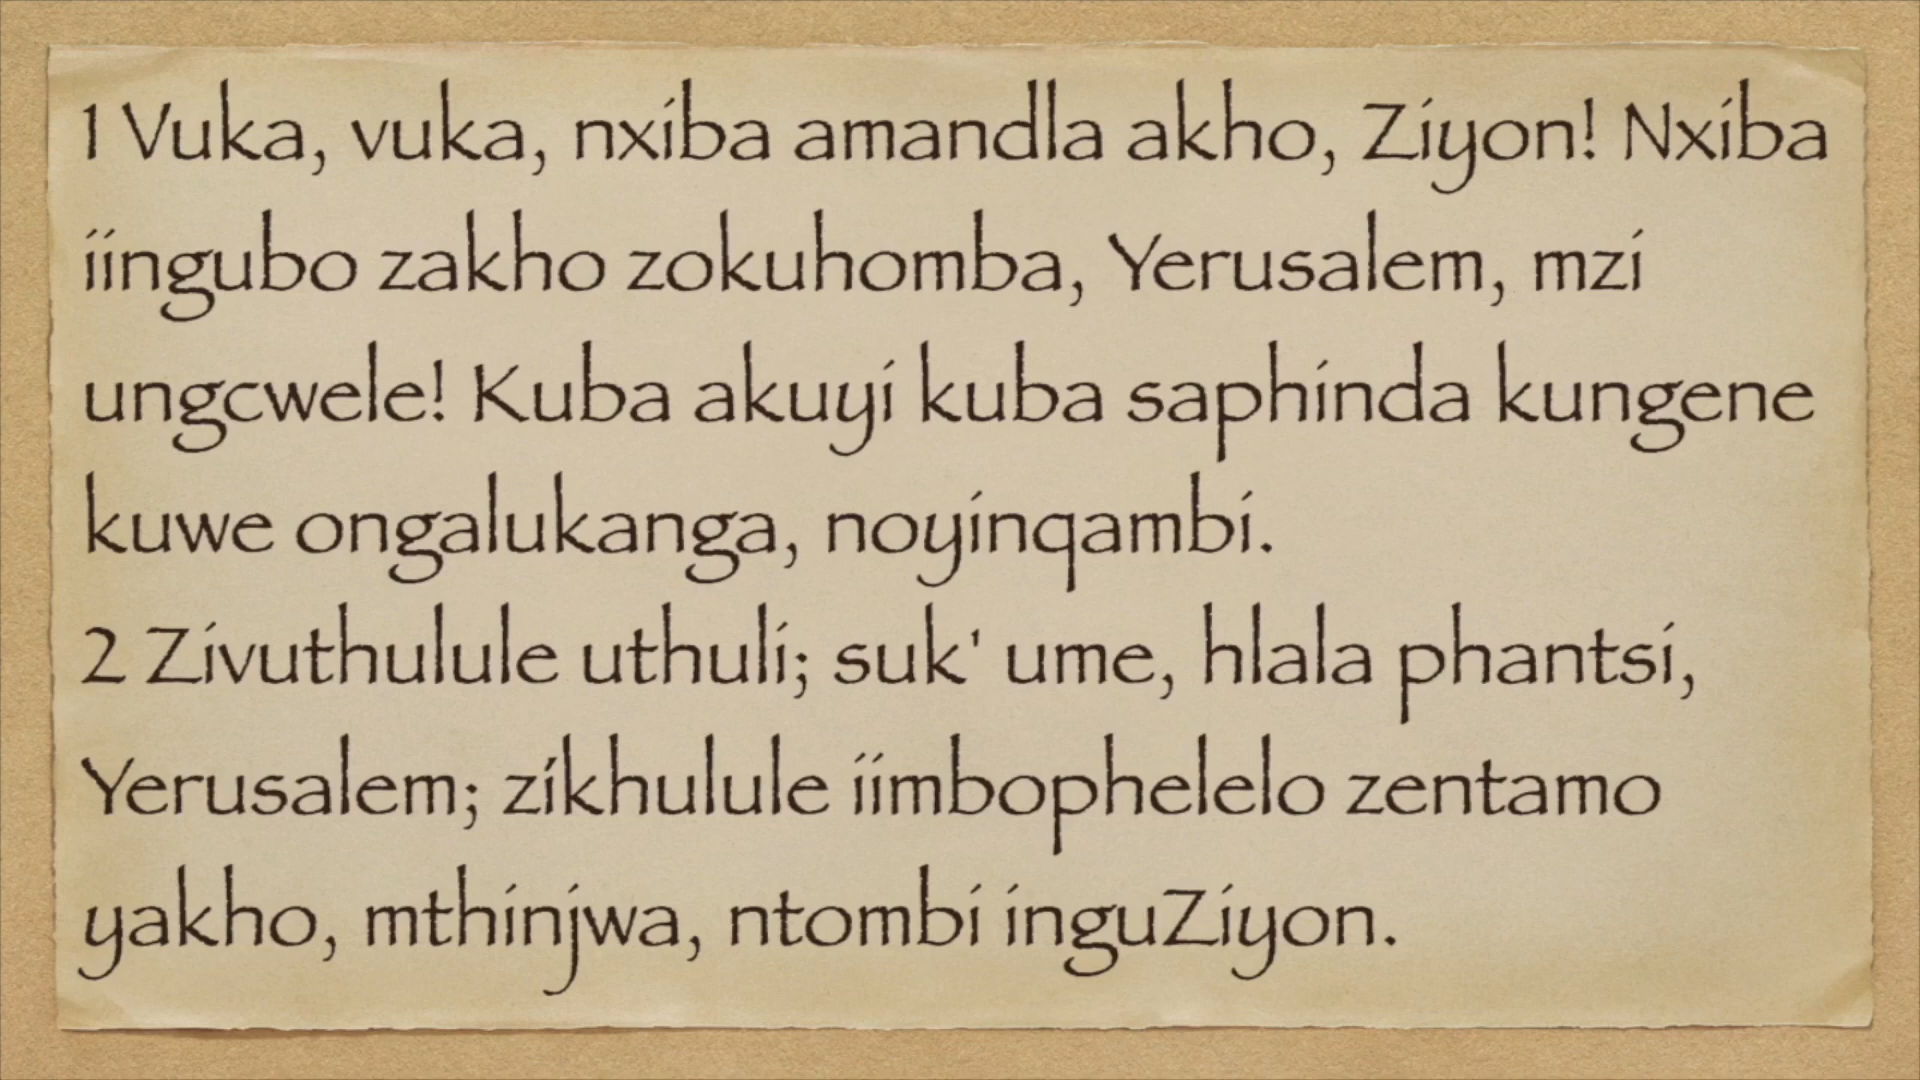 1 Vuka, vuka, nxiba amandla akho, Ziyon! Nxiba
iingubo zakho zokuhomba, Yerusalem, mzi
ungcwele! Kuba akuyi kuba saphinda kungene
kuwe ongalukanga, noyinqambi.
2 Zivuthulule uthuli; suk' ume, hlala phantsi,
Yerusalem; zikhulule iimbophelelo zentamo
yakho, mthinjwa, ntombi inguZiyon.